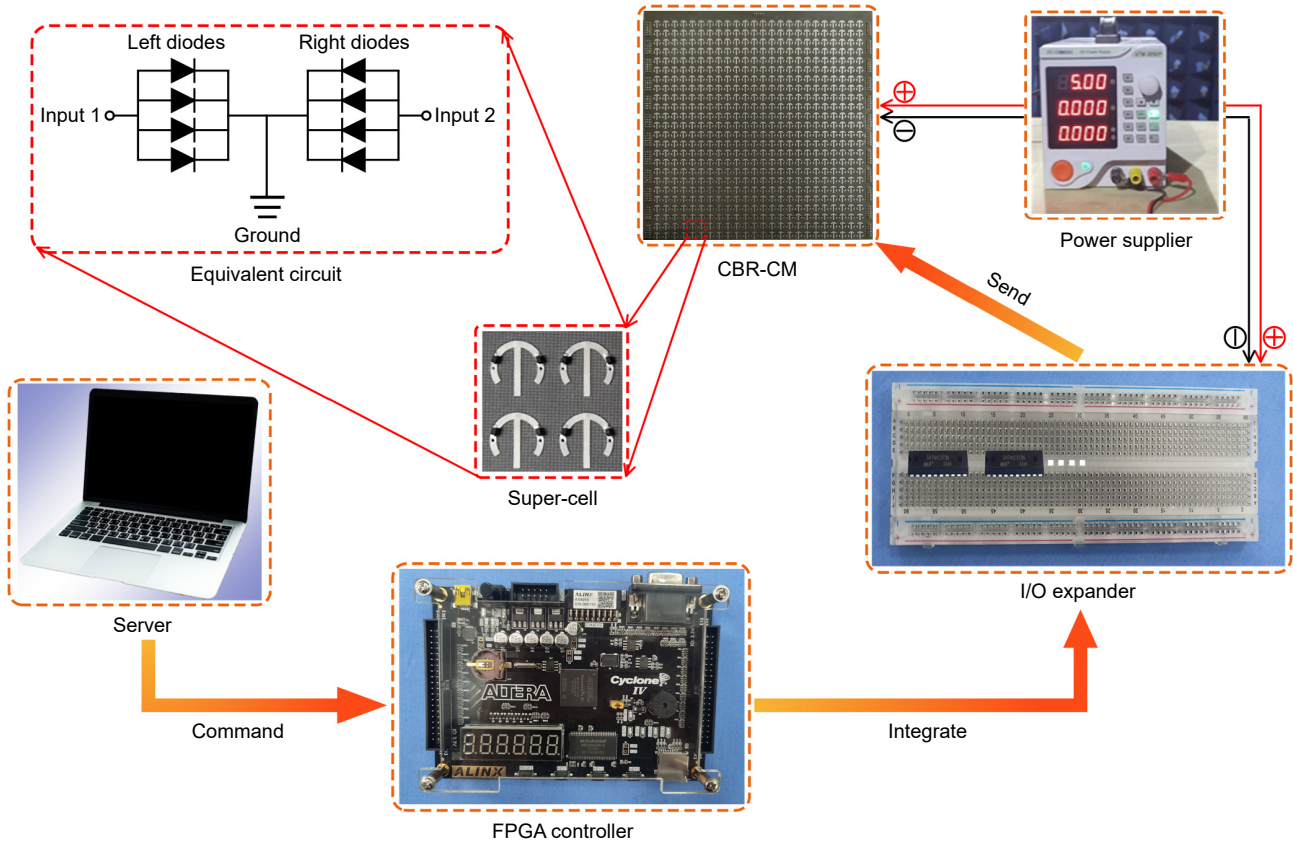 Left diodes
Right diodes
Input 1
Input 2
Ground
Equivalent circuit
CBR-CM
5.00
0.000
0.000
Power supplier
Send
Super-cell
Server
Command
ALINX
ALTERA
Cyclone
IV
ALINX
FPGA controller
Integrate
I/O expander